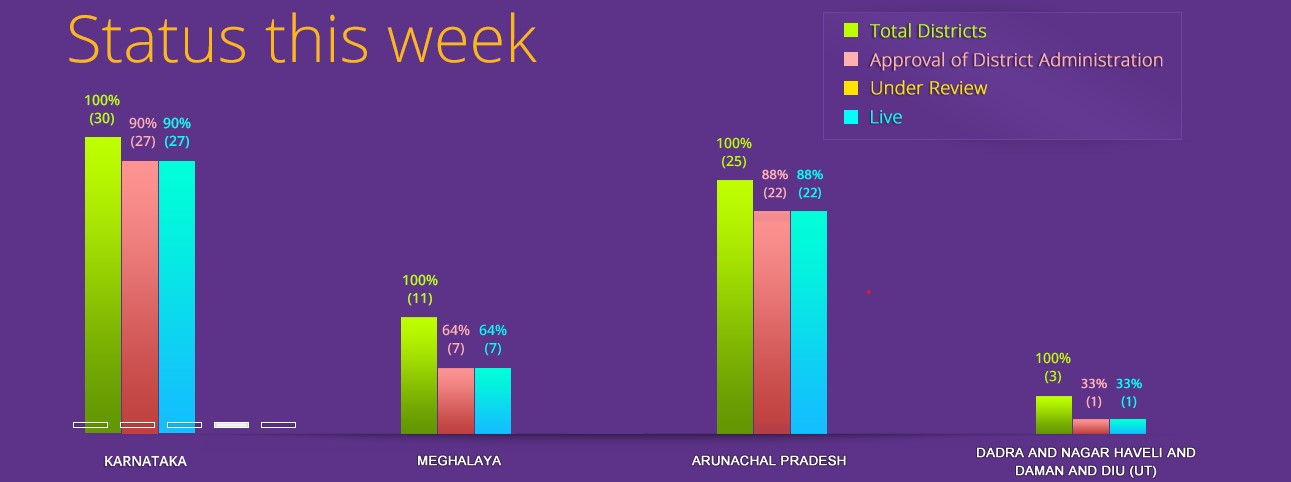 Status this week
Total Districts
Approval of District Administration
Under Review
Live
100%
(30)
90%
(27)
90%
(27)
KARNATAKA
100%
(11)
64%
(7)
64%
(7)
MEGHALAYA
100%
(25)
88%
(22)
88%
(22)
ARUNACHAL PRADESH
100%
(3)
33%
(1)
33%
(1)
DADRA AND NAGAR HAVELI AND
DAMAN AND DIU (UT)